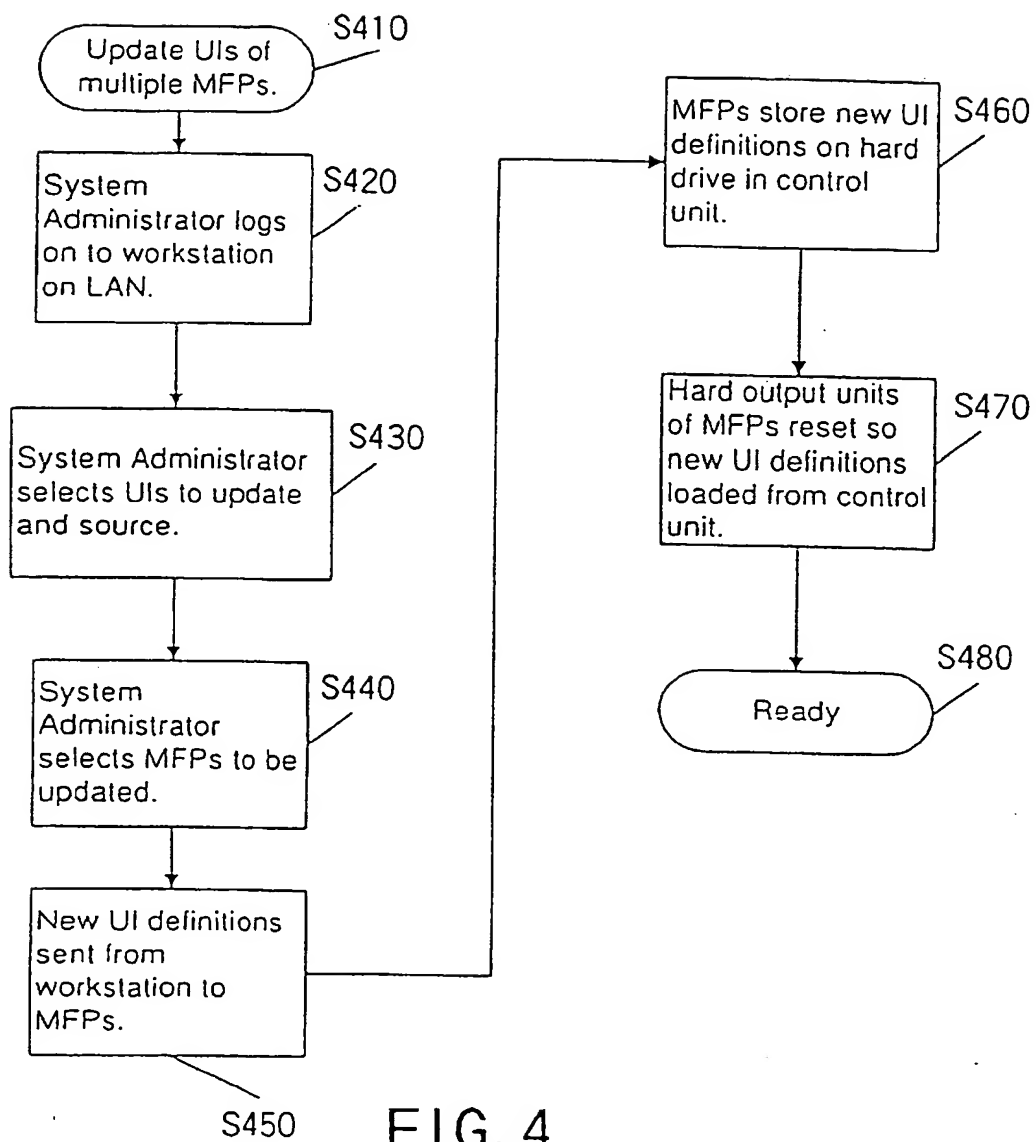 Update UIs of
multiple MFPs.
S410
System
Administrator logs
on to workstation
on LAN.
S420
System Administrator
selects UIs to update
and source.
S430
System
Administrator
selects MFPs to be
updated.
S440
New UI definitions
sent from
workstation to
MFPs.
S450
MFPs store new UI
definitions on hard
drive in control
unit.
S460
Hard output units
of MFPs reset so
new UI definitions
loaded from control
unit.
S470
Ready
S480
FIG. 4